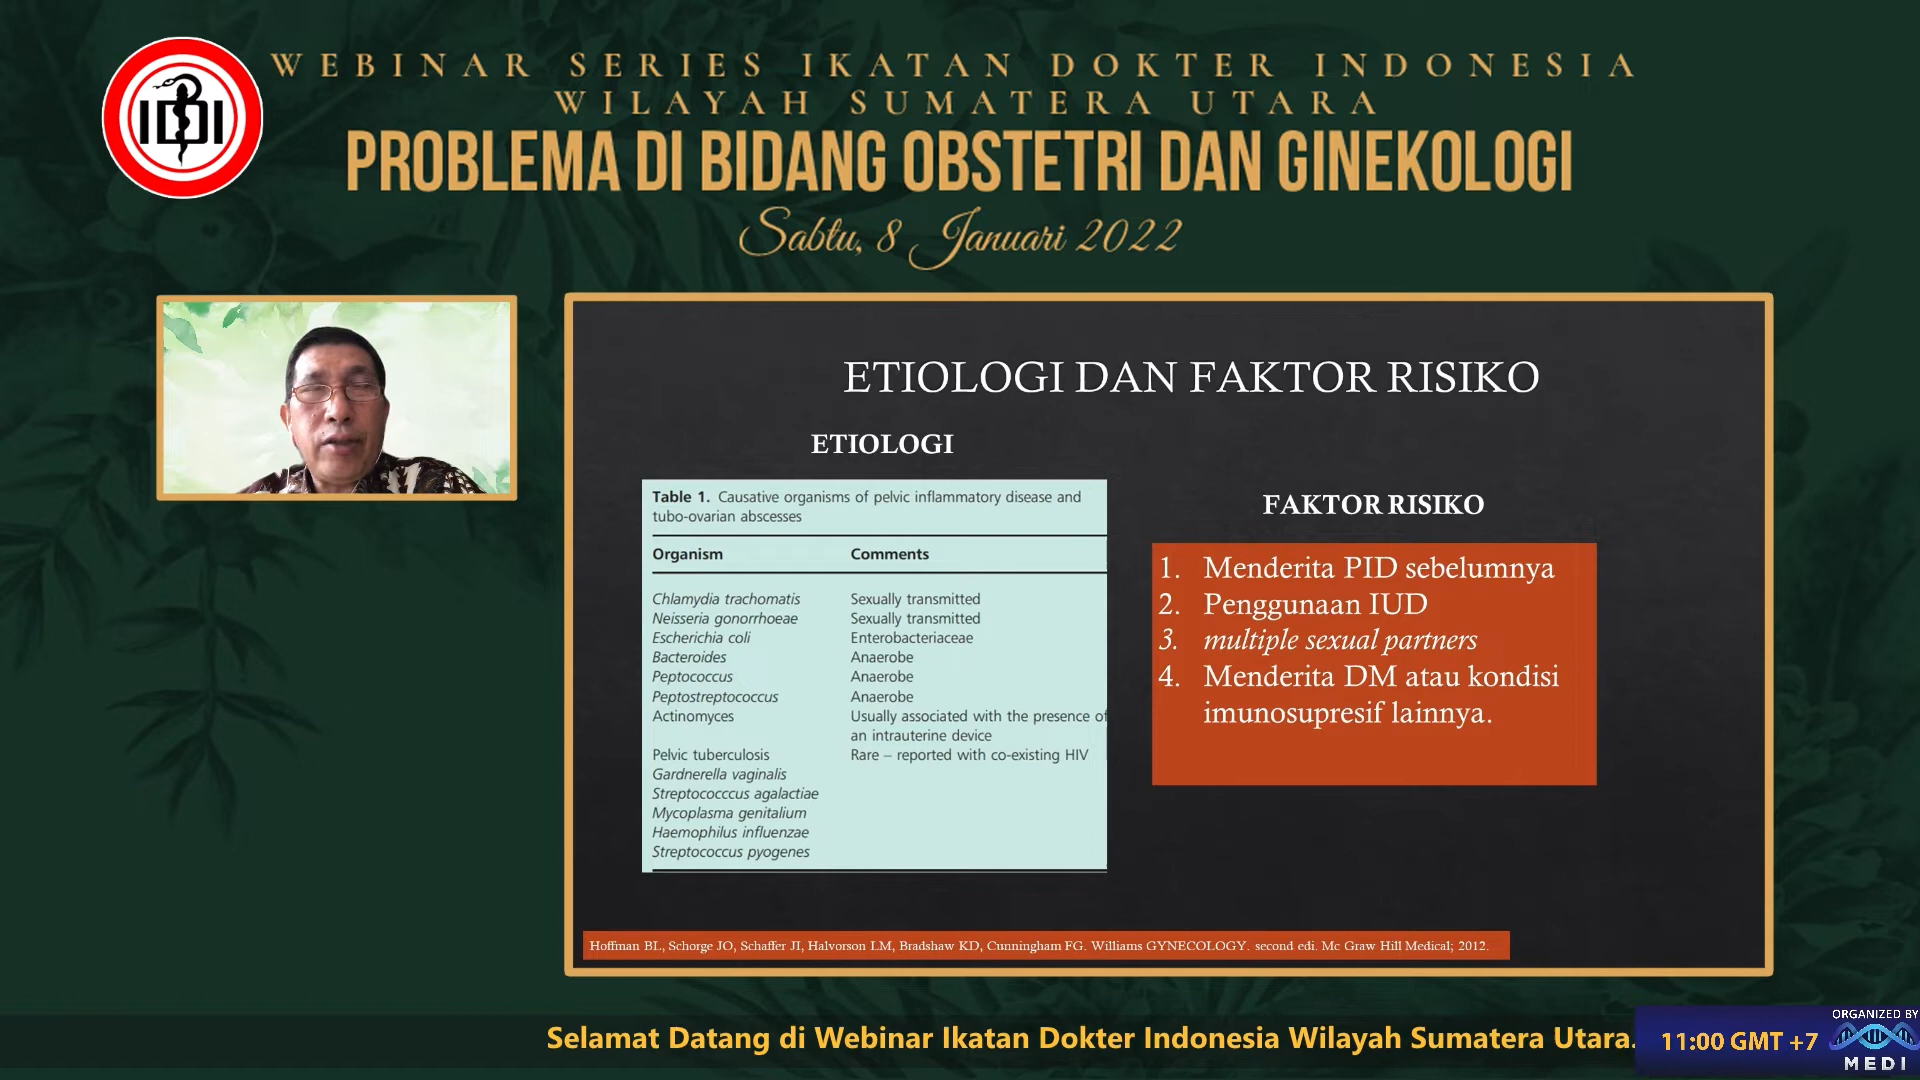 WEBINAR SERIES IKATAN DOKTER INDONESIA
WILAYAH SUMATERA UTARA
PROBLEMA DI BIDANG OBSTETRI DAN GINEKOLOGI
Sabtu, 8 Januari 2022
IDI
ETIOLOGI DAN FAKTOR RISIKO
ETIOLOGI
Table 1. Causative organisms of pelvic inflammatory disease and
tubo-ovarian abscesses
Organism Comments
Chlamydia trachomatis Sexually transmitted
Neisseria gonorrhoeae Sexually transmitted
Escherichia coli Enterobacteriaceae
Bacteroides Anaerobe
Peptococcus Anaerobe
Peptostreptococcus Anaerobe
Actinomyces Usually associated with the presence of
an intrauterine device
Pelvic tuberculosis Rare – reported with co-existing HIV
Gardnerella vaginalis
Streptococccus agalactiae
Mycoplasma genitalium
Haemophilus influenzae
Streptococcus pyogenes
FAKTOR RISIKO
1. Menderita PID sebelumnya
2. Penggunaan IUD
3. multiple sexual partners
4. Menderita DM atau kondisi
imunosupresif lainnya.
Hoffman BL, Schorge JO, Schaffer JI, Halvorson LM, Bradshaw KD, Cunningham FG. Williams GYNECOLOGY. second edi. Mc Graw Hill Medical; 2012.
Selamat Datang di Webinar Ikatan Dokter Indonesia Wilayah Sumatera Utara.
11:00 GMT +7
ORGANIZED BY
MEDI